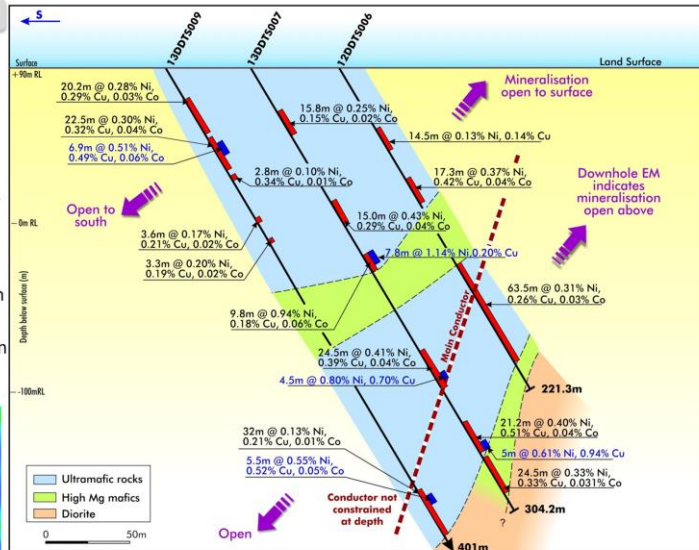 S
13DDTS009
13DDTS007
12DDTS006
Land Surface
Surface
+90m RL
20.2m @ 0.28% Ni,
0.29% Cu, 0.03% Co
22.5m @ 0.30% Ni,
0.32% Cu, 0.04% Co
6.9m @ 0.51% Ni,
0.49% Cu, 0.06% Co
15.8m @ 0.25% Ni,
0.15% Cu, 0.02% Co
Mineralisation
open to surface
14.5m @ 0.13% Ni, 0.14% Cu
2.8m @ 0.10% Ni,
0.34% Cu, 0.01% Co
17.3m @ 0.37% Ni,
0.42% Cu, 0.04% Co
Downhole EM
indicates
mineralisation
open above
Open to
south
-0m RL
15.0m @ 0.43% Ni,
0.29% Cu, 0.04% Co
3.6m @ 0.17% Ni,
0.21% Cu, 0.02% Co
7.8m @ 1.14% Ni,0.20% Cu
3.3m @ 0.20% Ni,
0.19% Cu, 0.02% Co
Depth below surface (m)
63.5m @ 0.31% Ni,
0.26% Cu, 0.03% Co
9.8m @ 0.94% Ni,
0.18% Cu, 0.06% Co
Main Conductor
24.5m @ 0.41% Ni,
0.39% Cu, 0.04% Co
4.5m @ 0.80% Ni, 0.70% Cu
221.3m
-100mRL
21.2m @ 0.40% Ni,
0.51% Cu, 0.04% Co
32m @ 0.13% Ni,
0.21% Cu, 0.01% Co
5m @ 0.61% Ni, 0.94% Cu
5.5m @ 0.55% Ni,
0.52% Cu, 0.05% Co
24.5m @ 0.33% Ni,
0.33% Cu, 0.031% Co
Ultramafic rocks
High Mg mafics
Diorite
Conductor not
constrained
at depth
304.2m
?
0
50m
Open
401m